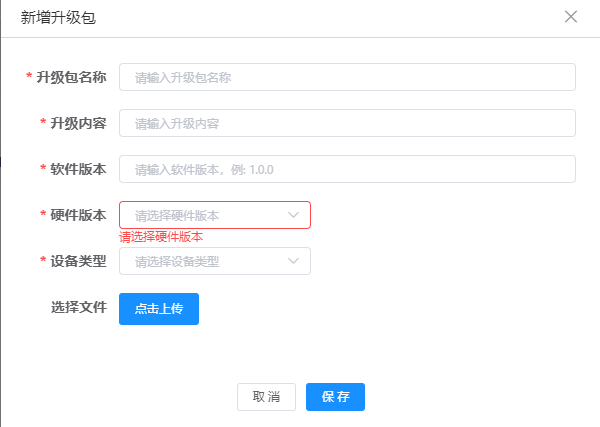 新增升级包
* 升级包名称 请输入升级包名称
* 升级内容 请输入升级内容
* 软件版本 请输入软件版本，例: 1.0.0
* 硬件版本 请选择硬件版本
请选择硬件版本
* 设备类型 请选择设备类型
选择文件 点击上传
取 消 保 存